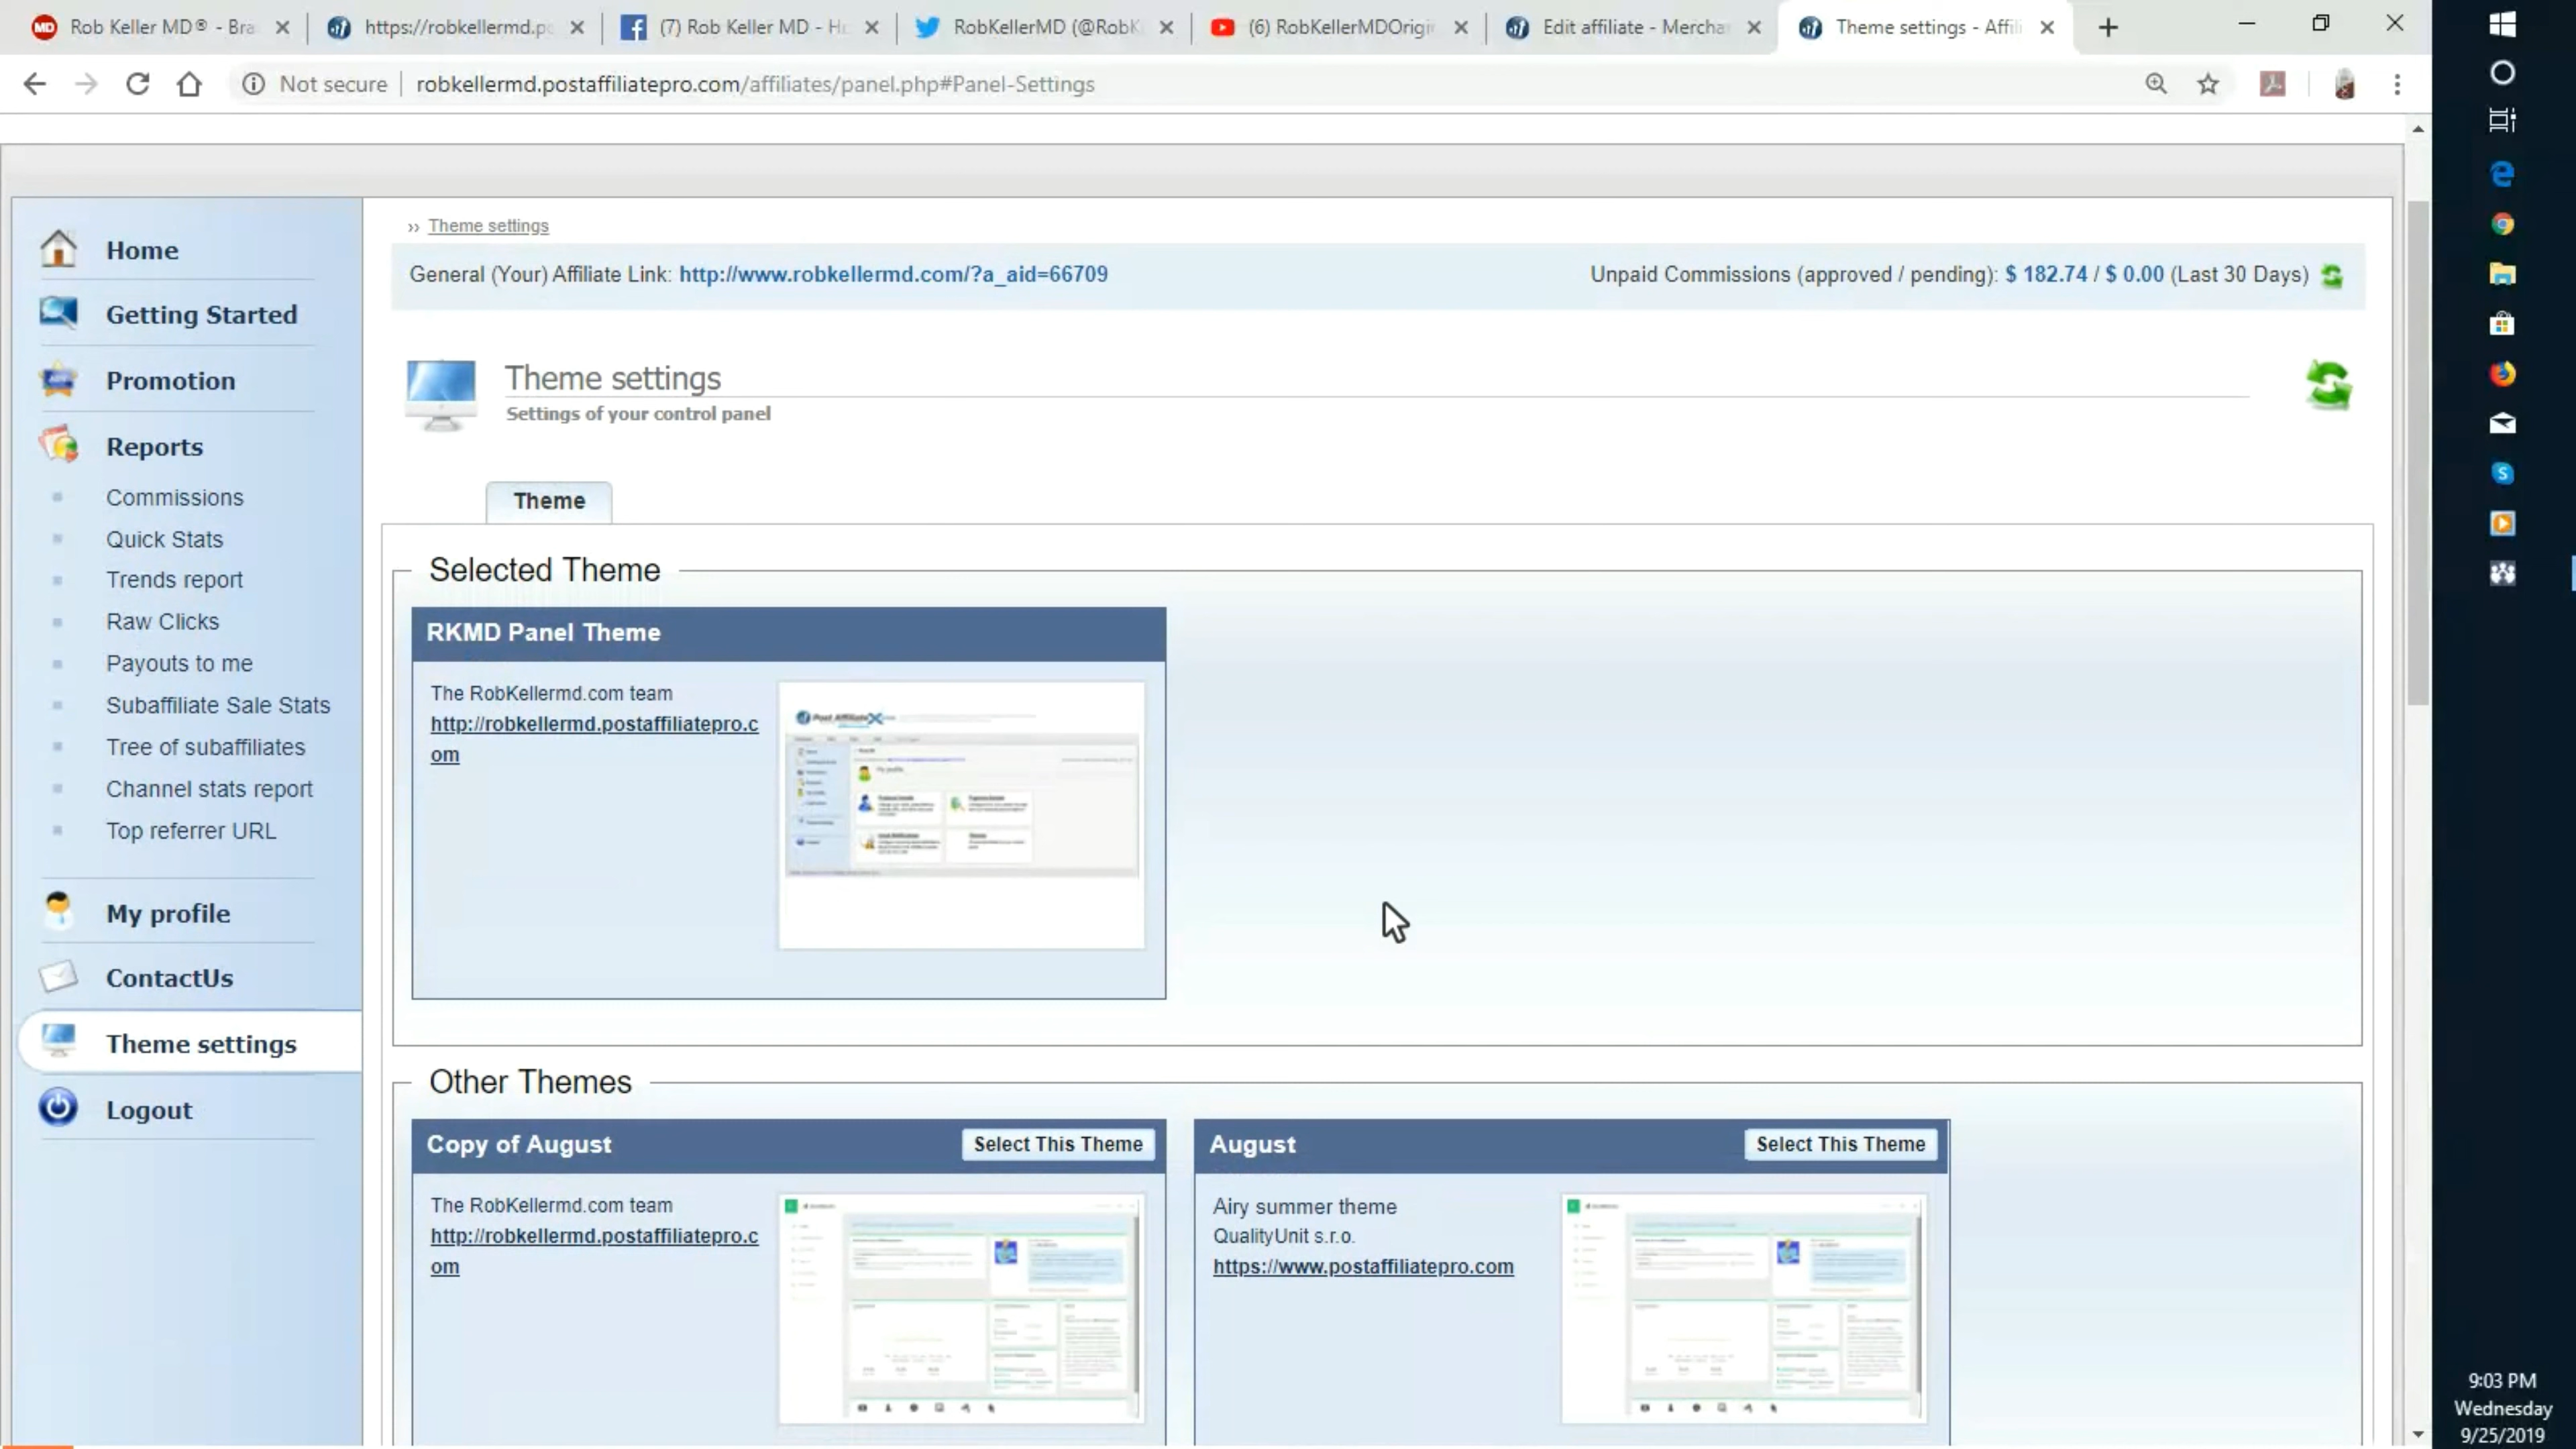 MD Rob Keller MD® - Bra
https://robkellermd.po
(7) Rob Keller MD - Ho
RobKellerMD (@RobK
(6) RobKellerMDOrigi
Edit affiliate - Mercha
Theme settings - Affili
Not secure
robkellermd.postaffiliatepro.com/affiliates/panel.php#Panel-Settings
Home
Getting Started
Promotion
Reports
Commissions
Quick Stats
Trends report
Raw Clicks
Payouts to me
Subaffiliate Sale Stats
Tree of subaffiliates
Channel stats report
Top referrer URL
My profile
ContactUs
Theme settings
Logout
›› Theme settings
General (Your) Affiliate Link: http://www.robkellermd.com/?a_aid=66709
Unpaid Commissions (approved / pending): $ 182.74 / $ 0.00 (Last 30 Days)
Theme settings
Settings of your control panel
Theme
Selected Theme
RKMD Panel Theme
The RobKellermd.com team
http://robkellermd.postaffiliatepro.c
om
Post Affiliate X
Other Themes
Copy of August
Select This Theme
The RobKellermd.com team
http://robkellermd.postaffiliatepro.c
om
August
Select This Theme
Airy summer theme
QualityUnit s.r.o.
https://www.postaffiliatepro.com
9:03 PM
Wednesday
9/25/2019